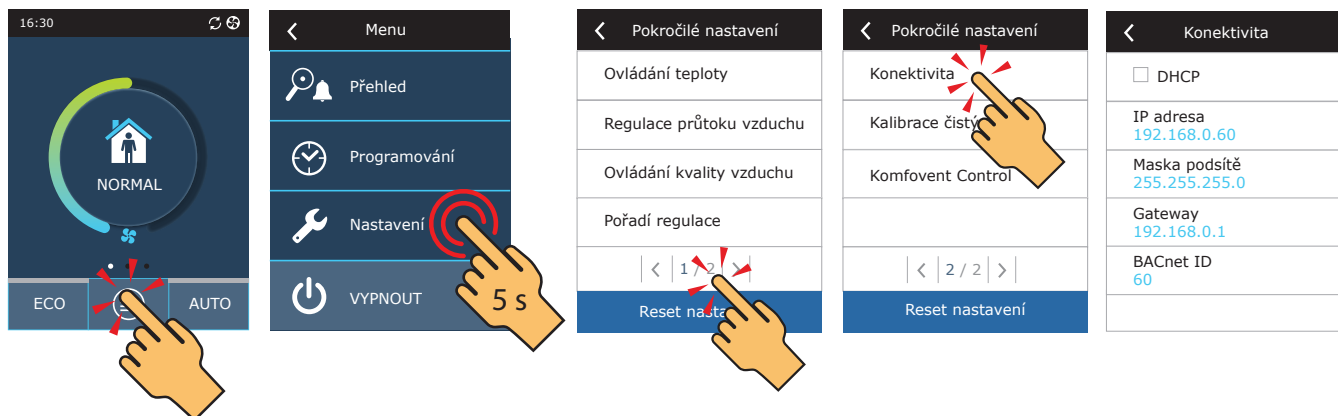 16:30
NORMAL
ECO
AUTO
Menu
Přehled
Programování
Nastavení
VYPNOUT
5 s
Pokročilé nastavení
Ovládání teploty
Regulace průtoku vzduchu
Ovládání kvality vzduchu
Pořadí regulace
1 / 2
Reset
Pokročilé nastavení
Konektivita
Kalibrace
Komfovent Control
2 / 2
Reset nastavení
Konektivita
DHCP
IP adresa
192.168.0.60
Maska podsítě
255.255.255.0
Gateway
192.168.0.1
BACnet ID
60